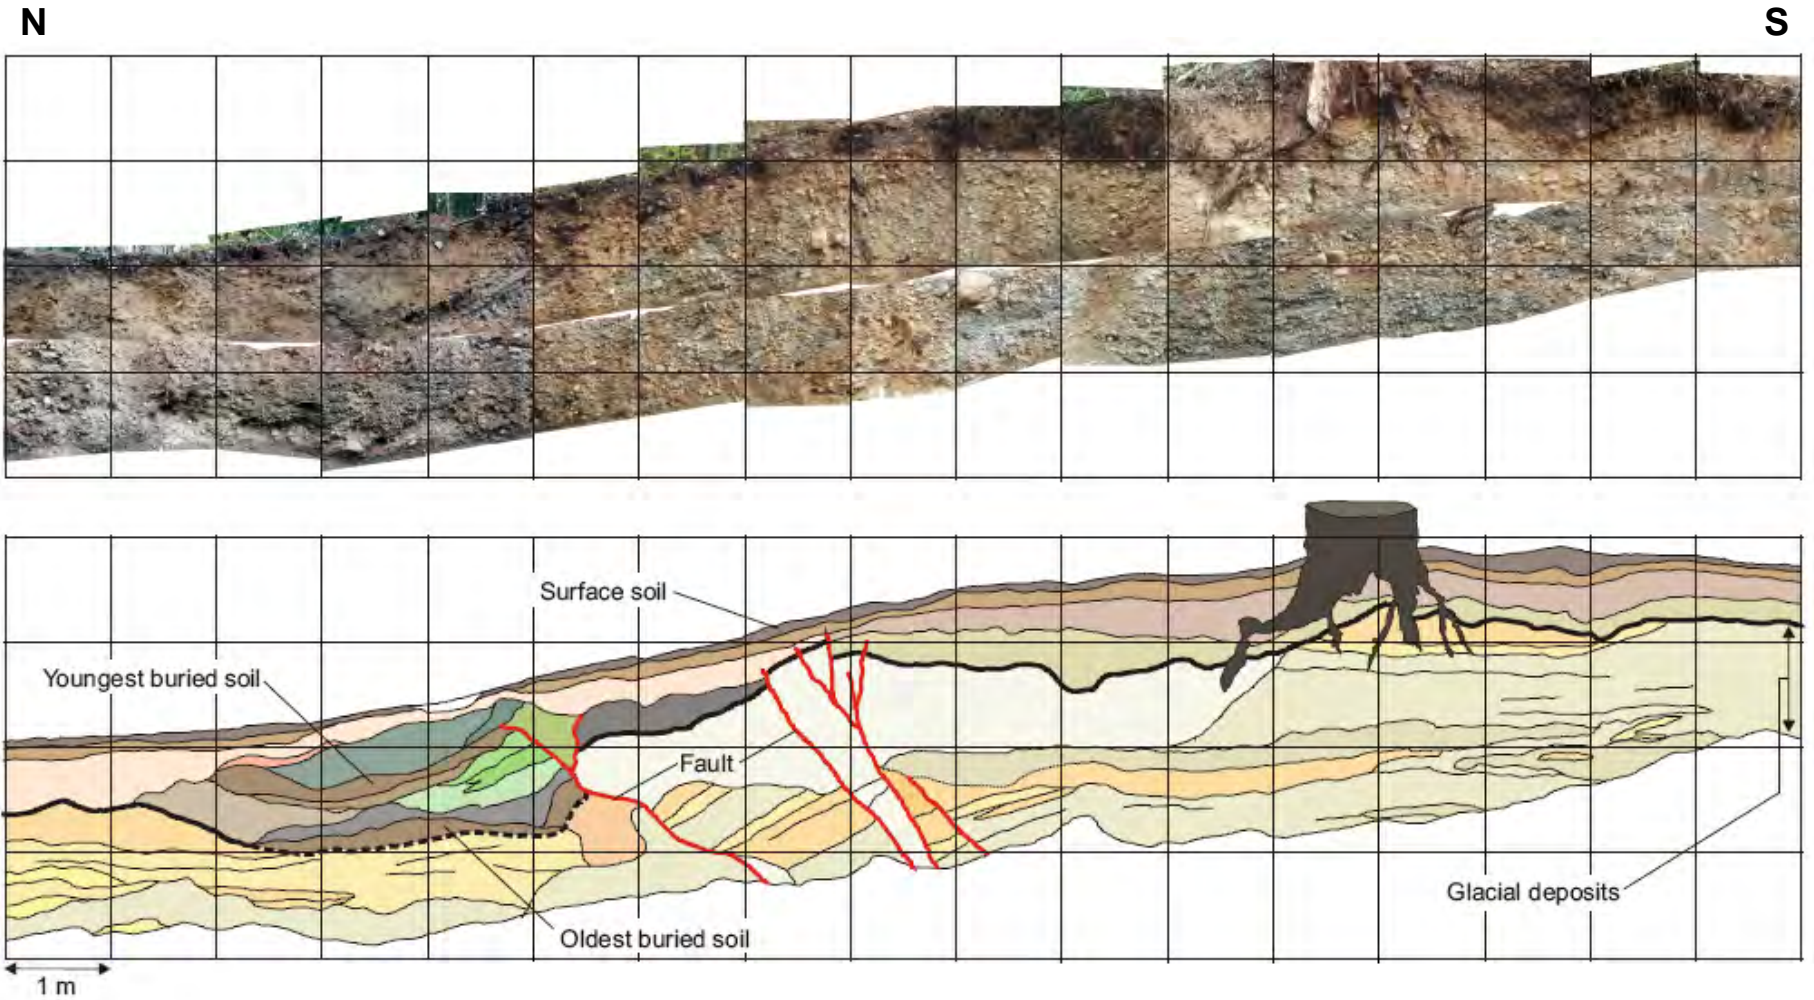 N
S
Surface soil
Youngest buried soil
Fault
Glacial deposits
Oldest buried soil
1 m